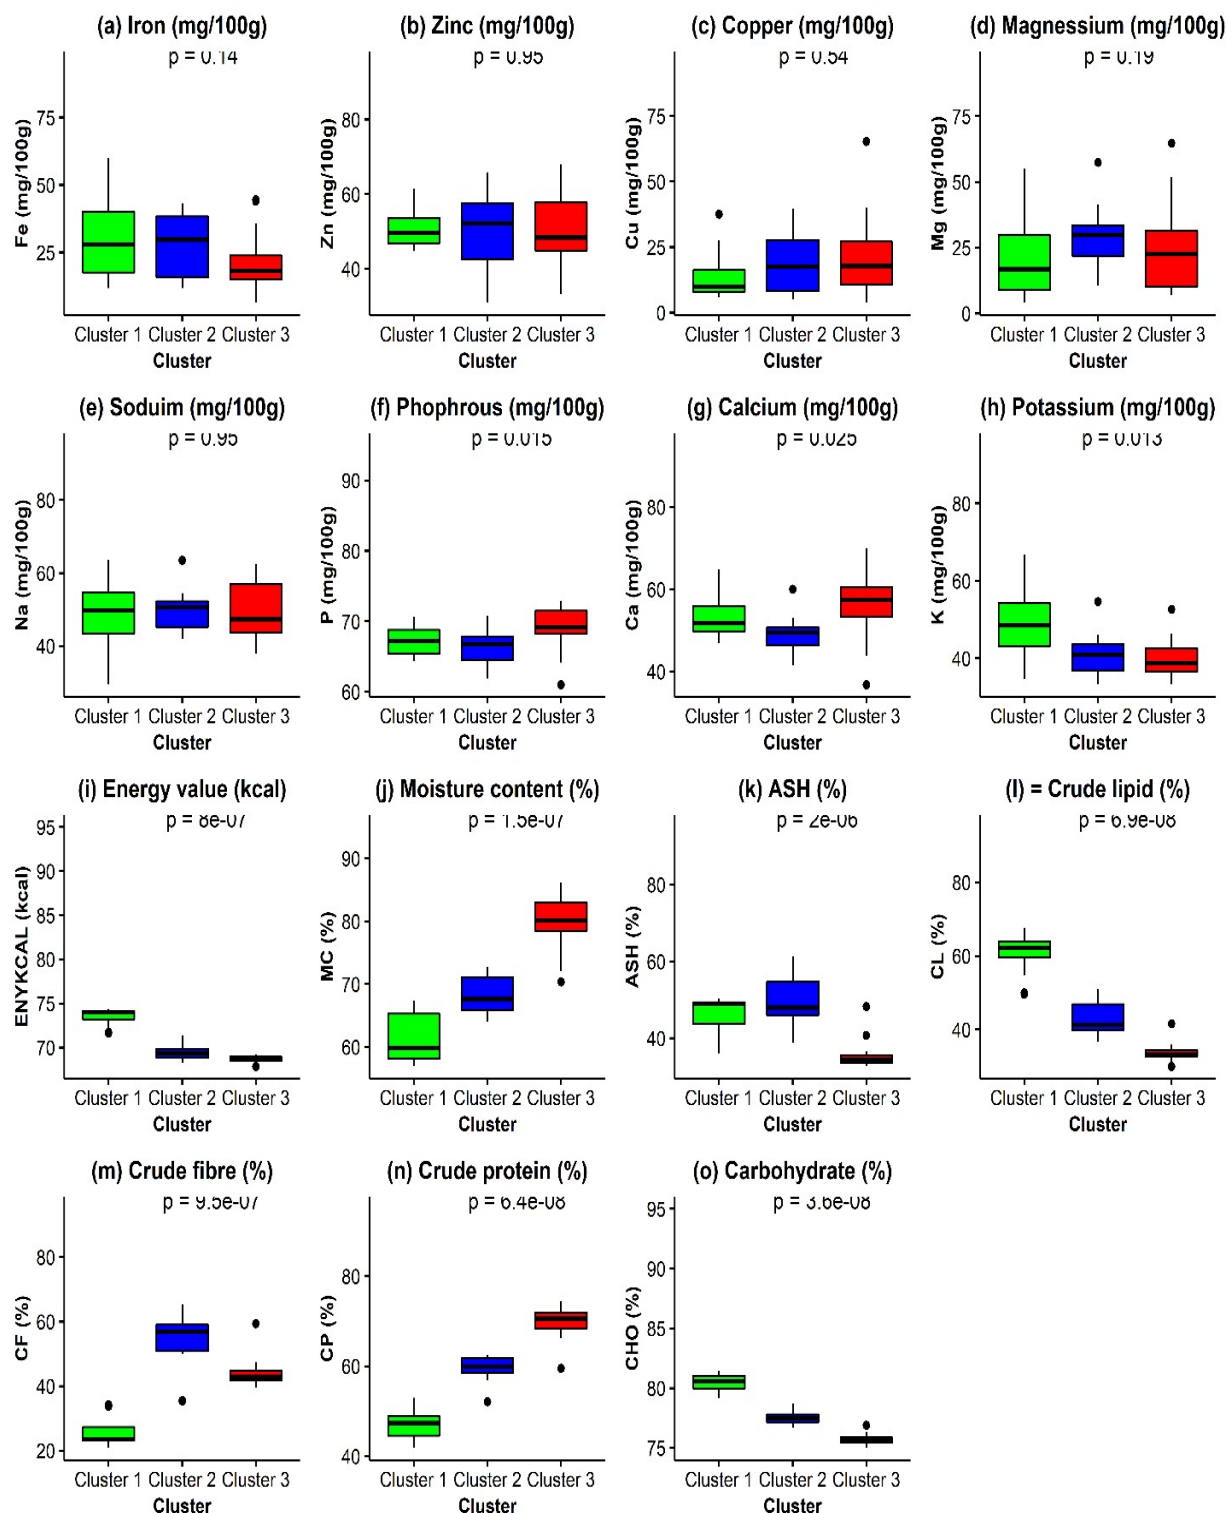 (a) Iron (mg/100g)
p = 0.14
Fe (mg/100g)
75
50
25
Cluster 1 Cluster 2 Cluster 3
Cluster
(b) Zinc (mg/100g)
p = 0.95
Zn (mg/100g)
80
60
40
Cluster 1 Cluster 2 Cluster 3
Cluster
(c) Copper (mg/100g)
p = 0.54
Cu (mg/100g)
75
50
25
0
Cluster 1 Cluster 2 Cluster 3
Cluster
(d) Magnessium (mg/100g)
p = 0.19
Mg (mg/100g)
75
50
25
0
Cluster 1 Cluster 2 Cluster 3
Cluster
(e) Soduim (mg/100g)
p = 0.95
Na (mg/100g)
80
60
40
Cluster 1 Cluster 2 Cluster 3
Cluster
(f) Phophrous (mg/100g)
p = 0.015
P (mg/100g)
90
80
70
60
Cluster 1 Cluster 2 Cluster 3
Cluster
(g) Calcium (mg/100g)
p = 0.025
Ca (mg/100g)
80
60
40
Cluster 1 Cluster 2 Cluster 3
Cluster
(h) Potassium (mg/100g)
p = 0.013
K (mg/100g)
80
60
40
Cluster 1 Cluster 2 Cluster 3
Cluster
(i) Energy value (kcal)
p = 8e-07
ENYKCAL (kcal)
95
90
85
80
75
70
Cluster 1 Cluster 2 Cluster 3
Cluster
(j) Moisture content (%)
p = 1.5e-07
MC (%)
90
80
70
60
Cluster 1 Cluster 2 Cluster 3
Cluster
(k) ASH (%)
p = 2e-06
ASH (%)
80
60
40
Cluster 1 Cluster 2 Cluster 3
Cluster
(l) = Crude lipid (%)
p = 6.9e-08
CL (%)
80
60
40
Cluster 1 Cluster 2 Cluster 3
Cluster
(m) Crude fibre (%)
p = 9.5e-07
CF (%)
80
60
40
20
Cluster 1 Cluster 2 Cluster 3
Cluster
(n) Crude protein (%)
p = 6.4e-08
CP (%)
80
60
40
Cluster 1 Cluster 2 Cluster 3
Cluster
(o) Carbohydrate (%)
p = 3.6e-08
CHO (%)
95
90
85
80
75
Cluster 1 Cluster 2 Cluster 3
Cluster